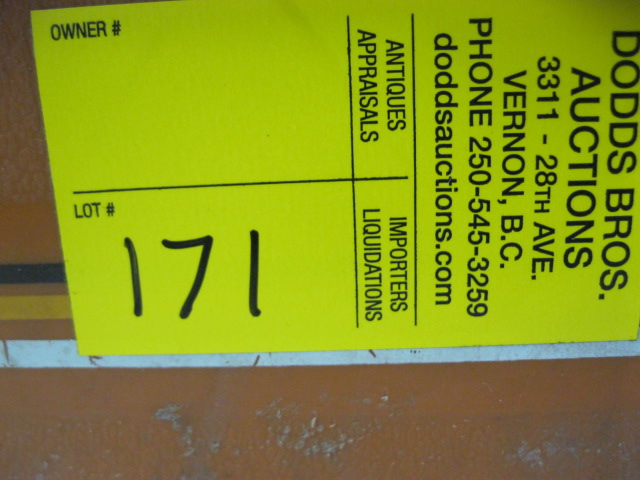 DODDS BROS.
AUCTIONS
3311 - 28TH AVE.
VERNON, B.C.
PHONE 250-545-3259
doddsauctions.com
ANTIQUES
APPRAISALS
IMPORTERS
LIQUIDATIONS
OWNER #
LOT #
171